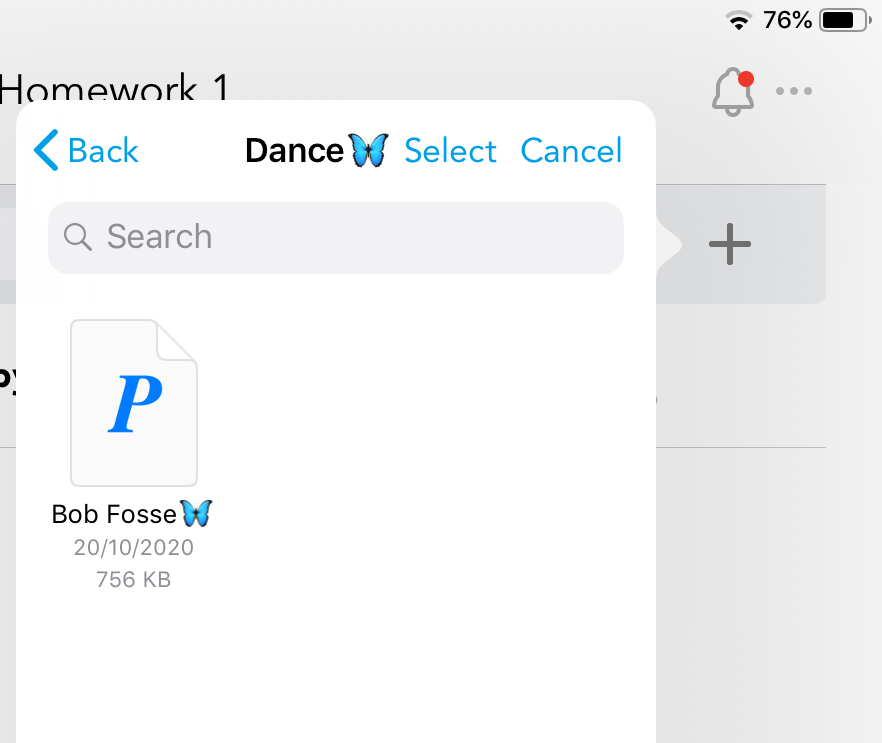 76%
Homework 1
Back Dance🦋 Select Cancel
Search
P
Bob Fosse🦋
20/10/2020
756 KB